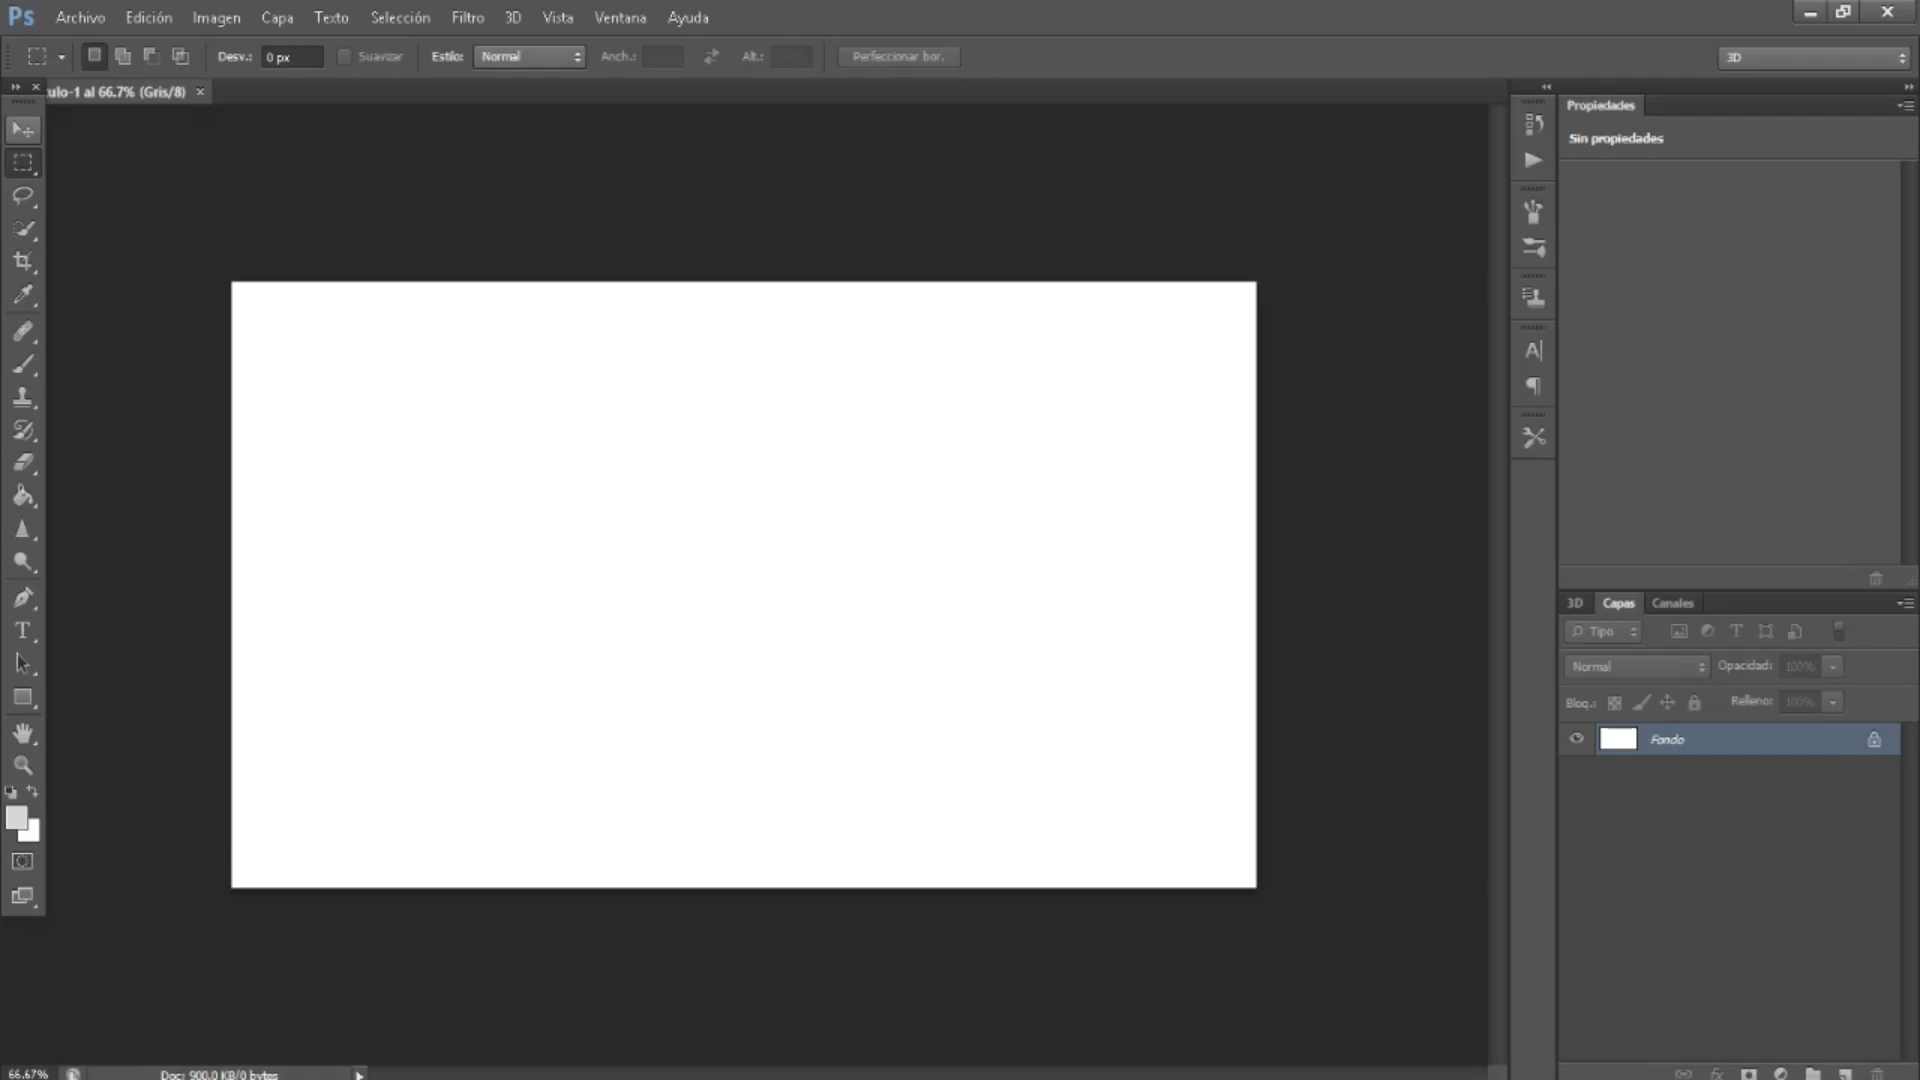 Ps Archivo Edición Imagen Capa Texto Selección Filtro 3D Vista Ventana Ayuda
Desv.: 0 px Suavizar Estilo: Normal Anch.: Alt.: Perfeccionar bor. 3D
ulo-1 al 66.7% (Gris/8) ×
Propiedades
Sin propiedades
3D Capas Canales
Tipo
Normal Opacidad: 100%
Bloq.: Relleno: 100%
Fondo
66.67% Doc: 900.0 KB/0 bytes